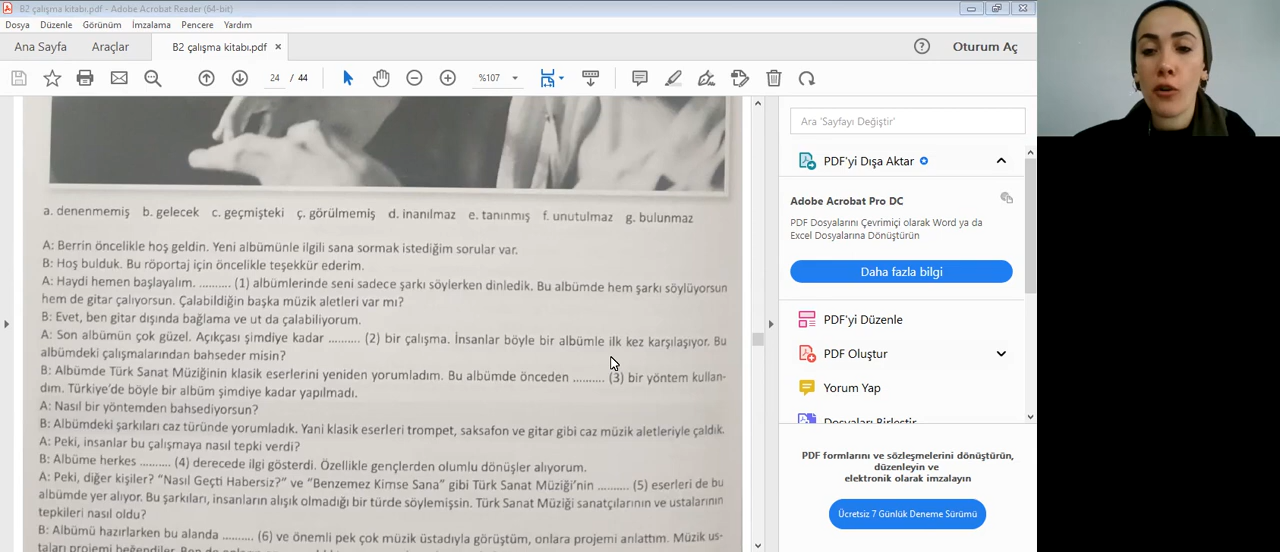 B2 çalışma kitabı.pdf - Adobe Acrobat Reader (64-bit)
Dosya Düzenle Görünüm İmzalama Pencere Yardım
Ana Sayfa Araçlar B2 çalışma kitabı.pdf × Oturum Aç
24 / 44 %107
a. denenmemiş b. gelecek c. geçmişteki ç. görülmemiş d. inanılmaz e. tanınmış f. unutulmaz g. bulunmaz
A: Berrin öncelikle hoş geldin. Yeni albümünle ilgili sana sormak istediğim sorular var.
B: Hoş bulduk. Bu röportaj için öncelikle teşekkür ederim.
A: Haydi hemen başlayalım. .......... (1) albümlerinde seni sadece şarkı söylerken dinledik. Bu albümde hem şarkı söylüyorsun
hem de gitar çalıyorsun. Çalabildiğin başka müzik aletleri var mı?
B: Evet, ben gitar dışında bağlama ve ut da çalabiliyorum.
A: Son albümün çok güzel. Açıkçası şimdiye kadar .......... (2) bir çalışma. İnsanlar böyle bir albümle ilk kez karşılaşıyor. Bu
albümdeki çalışmalarından bahseder misin?
B: Albümde Türk Sanat Müziğinin klasik eserlerini yeniden yorumladım. Bu albümde önceden .......... (3) bir yöntem kullan-
dım. Türkiye'de böyle bir albüm şimdiye kadar yapılmadı.
A: Nasıl bir yöntemden bahsediyorsun?
B: Albümdeki şarkıları caz türünde yorumladık. Yani klasik eserleri trompet, saksafon ve gitar gibi caz müzik aletleriyle çaldık.
A: Peki, insanlar bu çalışmaya nasıl tepki verdi?
B: Albüme herkes .......... (4) derecede ilgi gösterdi. Özellikle gençlerden olumlu dönüşler alıyorum.
A: Peki, diğer kişiler? "Nasıl Geçti Habersiz?" ve "Benzemez Kimse Sana" gibi Türk Sanat Müziği'nin .......... (5) eserleri de bu
albümde yer alıyor. Bu şarkıları, insanların alışık olmadığı bir türde söylemişsin. Türk Sanat Müziği sanatçılarının ve ustalarının
tepkileri nasıl oldu?
B: Albümü hazırlarken bu alanda .......... (6) ve önemli pek çok müzik üstadıyla görüştüm, onlara projemi anlattım. Müzik us-
taları projemi beğendiler.
Ara 'Sayfayı Değiştir'
PDF'yi Dışa Aktar
Adobe Acrobat Pro DC
PDF Dosyalarını Çevrimiçi olarak Word ya da
Excel Dosyalarına Dönüştürün
Daha fazla bilgi
PDF'yi Düzenle
PDF Oluştur
Yorum Yap
Dosyaları Birleştir
PDF formlarını ve sözleşmelerini dönüştürün,
düzenleyin ve
elektronik olarak imzalayın
Ücretsiz 7 Günlük Deneme Sürümü